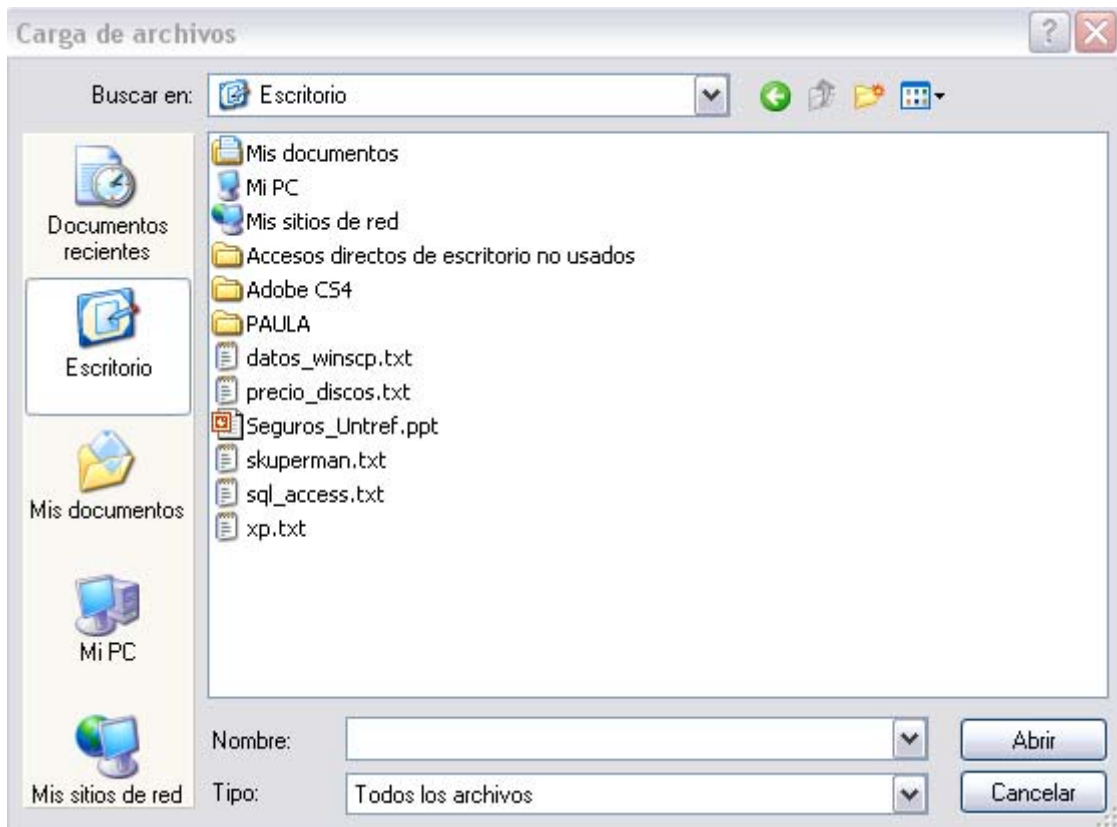 Carga de archivos
Buscar en:
Escritorio
Documentos
recientes
Escritorio
Mis documentos
Mi PC
Mis sitios de red
Mis documentos
Mi PC
Mis sitios de red
Accesos directos de escritorio no usados
Adobe CS4
PAULA
datos_winscp.txt
precio_discos.txt
Seguros_Untref.ppt
skuperman.txt
sql_access.txt
xp.txt
Nombre:
Abrir
Tipo:
Todos los archivos
Cancelar